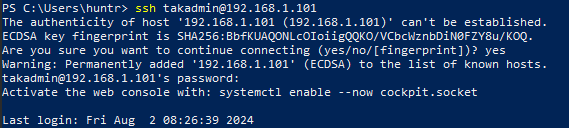 PS C:\Users\huntr> ssh takadmin@192.168.1.101
The authenticity of host '192.168.1.101 (192.168.1.101)' can't be established.
ECDSA key fingerprint is SHA256:BbfKUAQONLcOIoiigQQKO/VCbcWznbDiN0FZY8u/KOQ.
Are you sure you want to continue connecting (yes/no/[fingerprint])? yes
Warning: Permanently added '192.168.1.101' (ECDSA) to the list of known hosts.
takadmin@192.168.1.101's password:
Activate the web console with: systemctl enable --now cockpit.socket
Last login: Fri Aug  2 08:26:39 2024